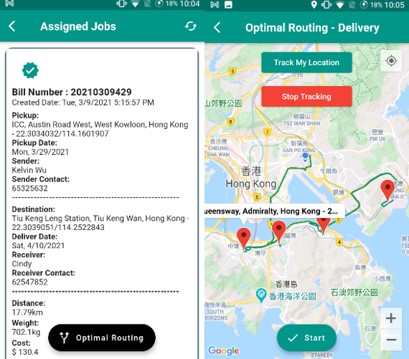 18% 10:04
Assigned Jobs
Bill Number : 20210309429
Created Date: Tue, 3/9/2021 5:15:57 PM
Pickup:
ICC, Austin Road West, West Kowloon, Hong Kong
- 22.3034032/114.1601907
Pickup Date:
Mon, 3/29/2021
Sender:
Kelvin Wu
Sender Contact:
63325632
Destination:
Tiu Keng Leng Station, Tiu Keng Wan, Hong Kong -
22.3039051/114.2522843
Deliver Date:
Sat, 4/10/2021
Receiver:
Cindy
Receiver Contact:
62547852
Distance:
17.79km
Weight:
702.1kg
Cost:
$ 130.4
Optimal Routing
18% 10:05
Optimal Routing - Delivery
Track My Location
Stop Tracking
香港
Hong Kong
ueensway, Admiralty, Hong Kong - 2...
中環
香港島
香港海洋公園
石澳郊野公園
Start
Google